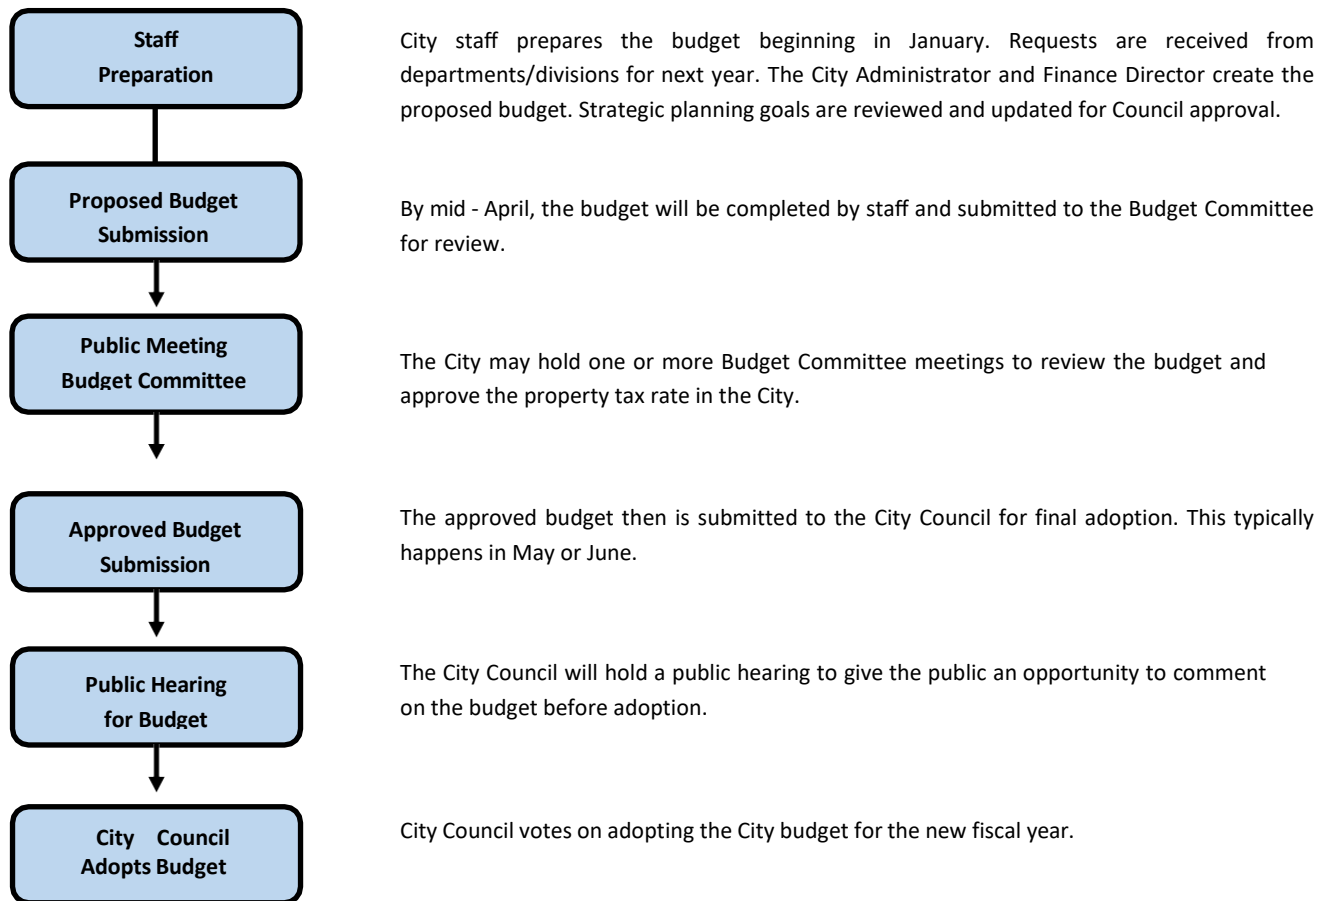 Staff
Preparation
City staff prepares the budget beginning in January. Requests are received from
departments/divisions for next year. The City Administrator and Finance Director create the
proposed budget. Strategic planning goals are reviewed and updated for Council approval.
Proposed Budget
Submission
By mid - April, the budget will be completed by staff and submitted to the Budget Committee
for review.
Public Meeting
Budget Committee
The City may hold one or more Budget Committee meetings to review the budget and
approve the property tax rate in the City.
Approved Budget
Submission
The approved budget then is submitted to the City Council for final adoption. This typically
happens in May or June.
Public Hearing
for Budget
The City Council will hold a public hearing to give the public an opportunity to comment
on the budget before adoption.
City Council
Adopts Budget
City Council votes on adopting the City budget for the new fiscal year.